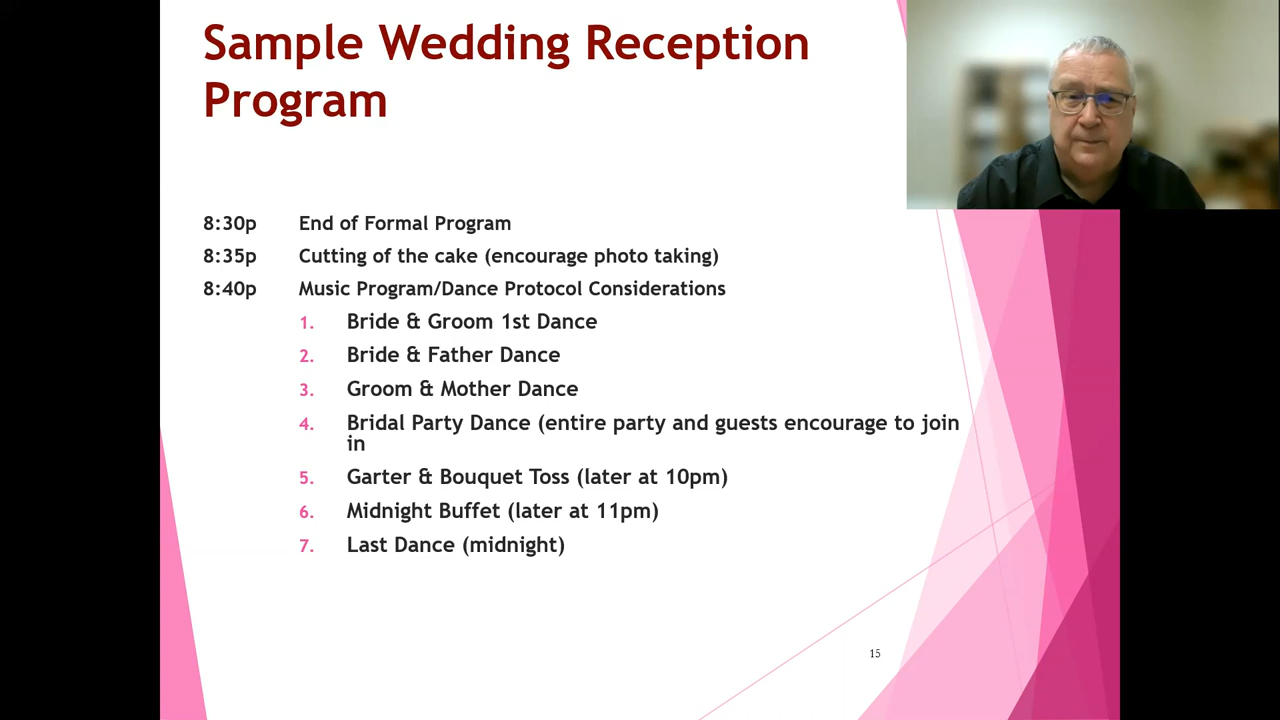 Sample Wedding Reception
Program
8:30p End of Formal Program
8:35p Cutting of the cake (encourage photo taking)
8:40p Music Program/Dance Protocol Considerations
1. Bride & Groom 1st Dance
2. Bride & Father Dance
3. Groom & Mother Dance
4. Bridal Party Dance (entire party and guests encourage to join
in
5. Garter & Bouquet Toss (later at 10pm)
6. Midnight Buffet (later at 11pm)
7. Last Dance (midnight)
15